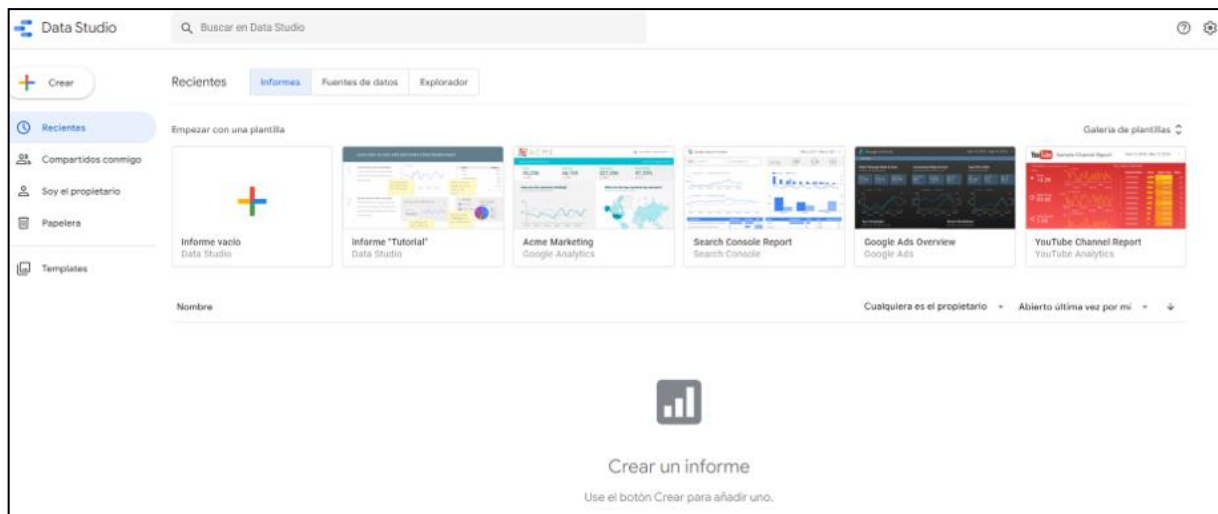 Data Studio
Buscar en Data Studio
Crear
Recientes
Informes
Fuentes de datos
Explorador
Recientes
Compartidos conmigo
Soy el propietario
Papelera
Templates
Empezar con una plantilla
Galería de plantillas
Informe vacío
Data Studio
Informe "Tutorial"
Data Studio
Acme Marketing
Google Analytics
Search Console Report
Search Console
Google Ads Overview
Google Ads
YouTube Channel Report
YouTube Analytics
Nombre
Cualquiera es el propietario
Abierto última vez por mí
Crear un informe
Use el botón Crear para añadir uno.